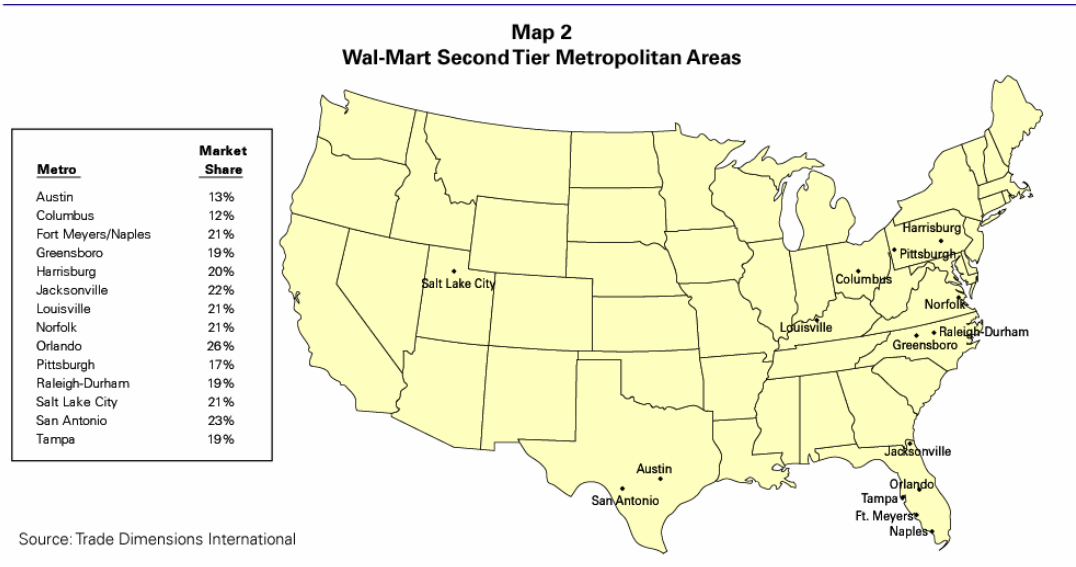 Map 2
Wal-Mart Second Tier Metropolitan Areas
Metro Market Share
Austin 13%
Columbus 12%
Fort Meyers/Naples 21%
Greensboro 19%
Harrisburg 20%
Jacksonville 22%
Louisville 21%
Norfolk 21%
Orlando 26%
Pittsburgh 17%
Raleigh-Durham 19%
Salt Lake City 21%
San Antonio 23%
Tampa 19%
Harrisburg
Pittsburgh
Columbus
Salt Lake City
Norfolk
Louisville
Raleigh-Durham
Greensboro
Jacksonville
Austin
San Antonio
Orlando
Tampa
Ft. Meyers
Naples
Source: Trade Dimensions International